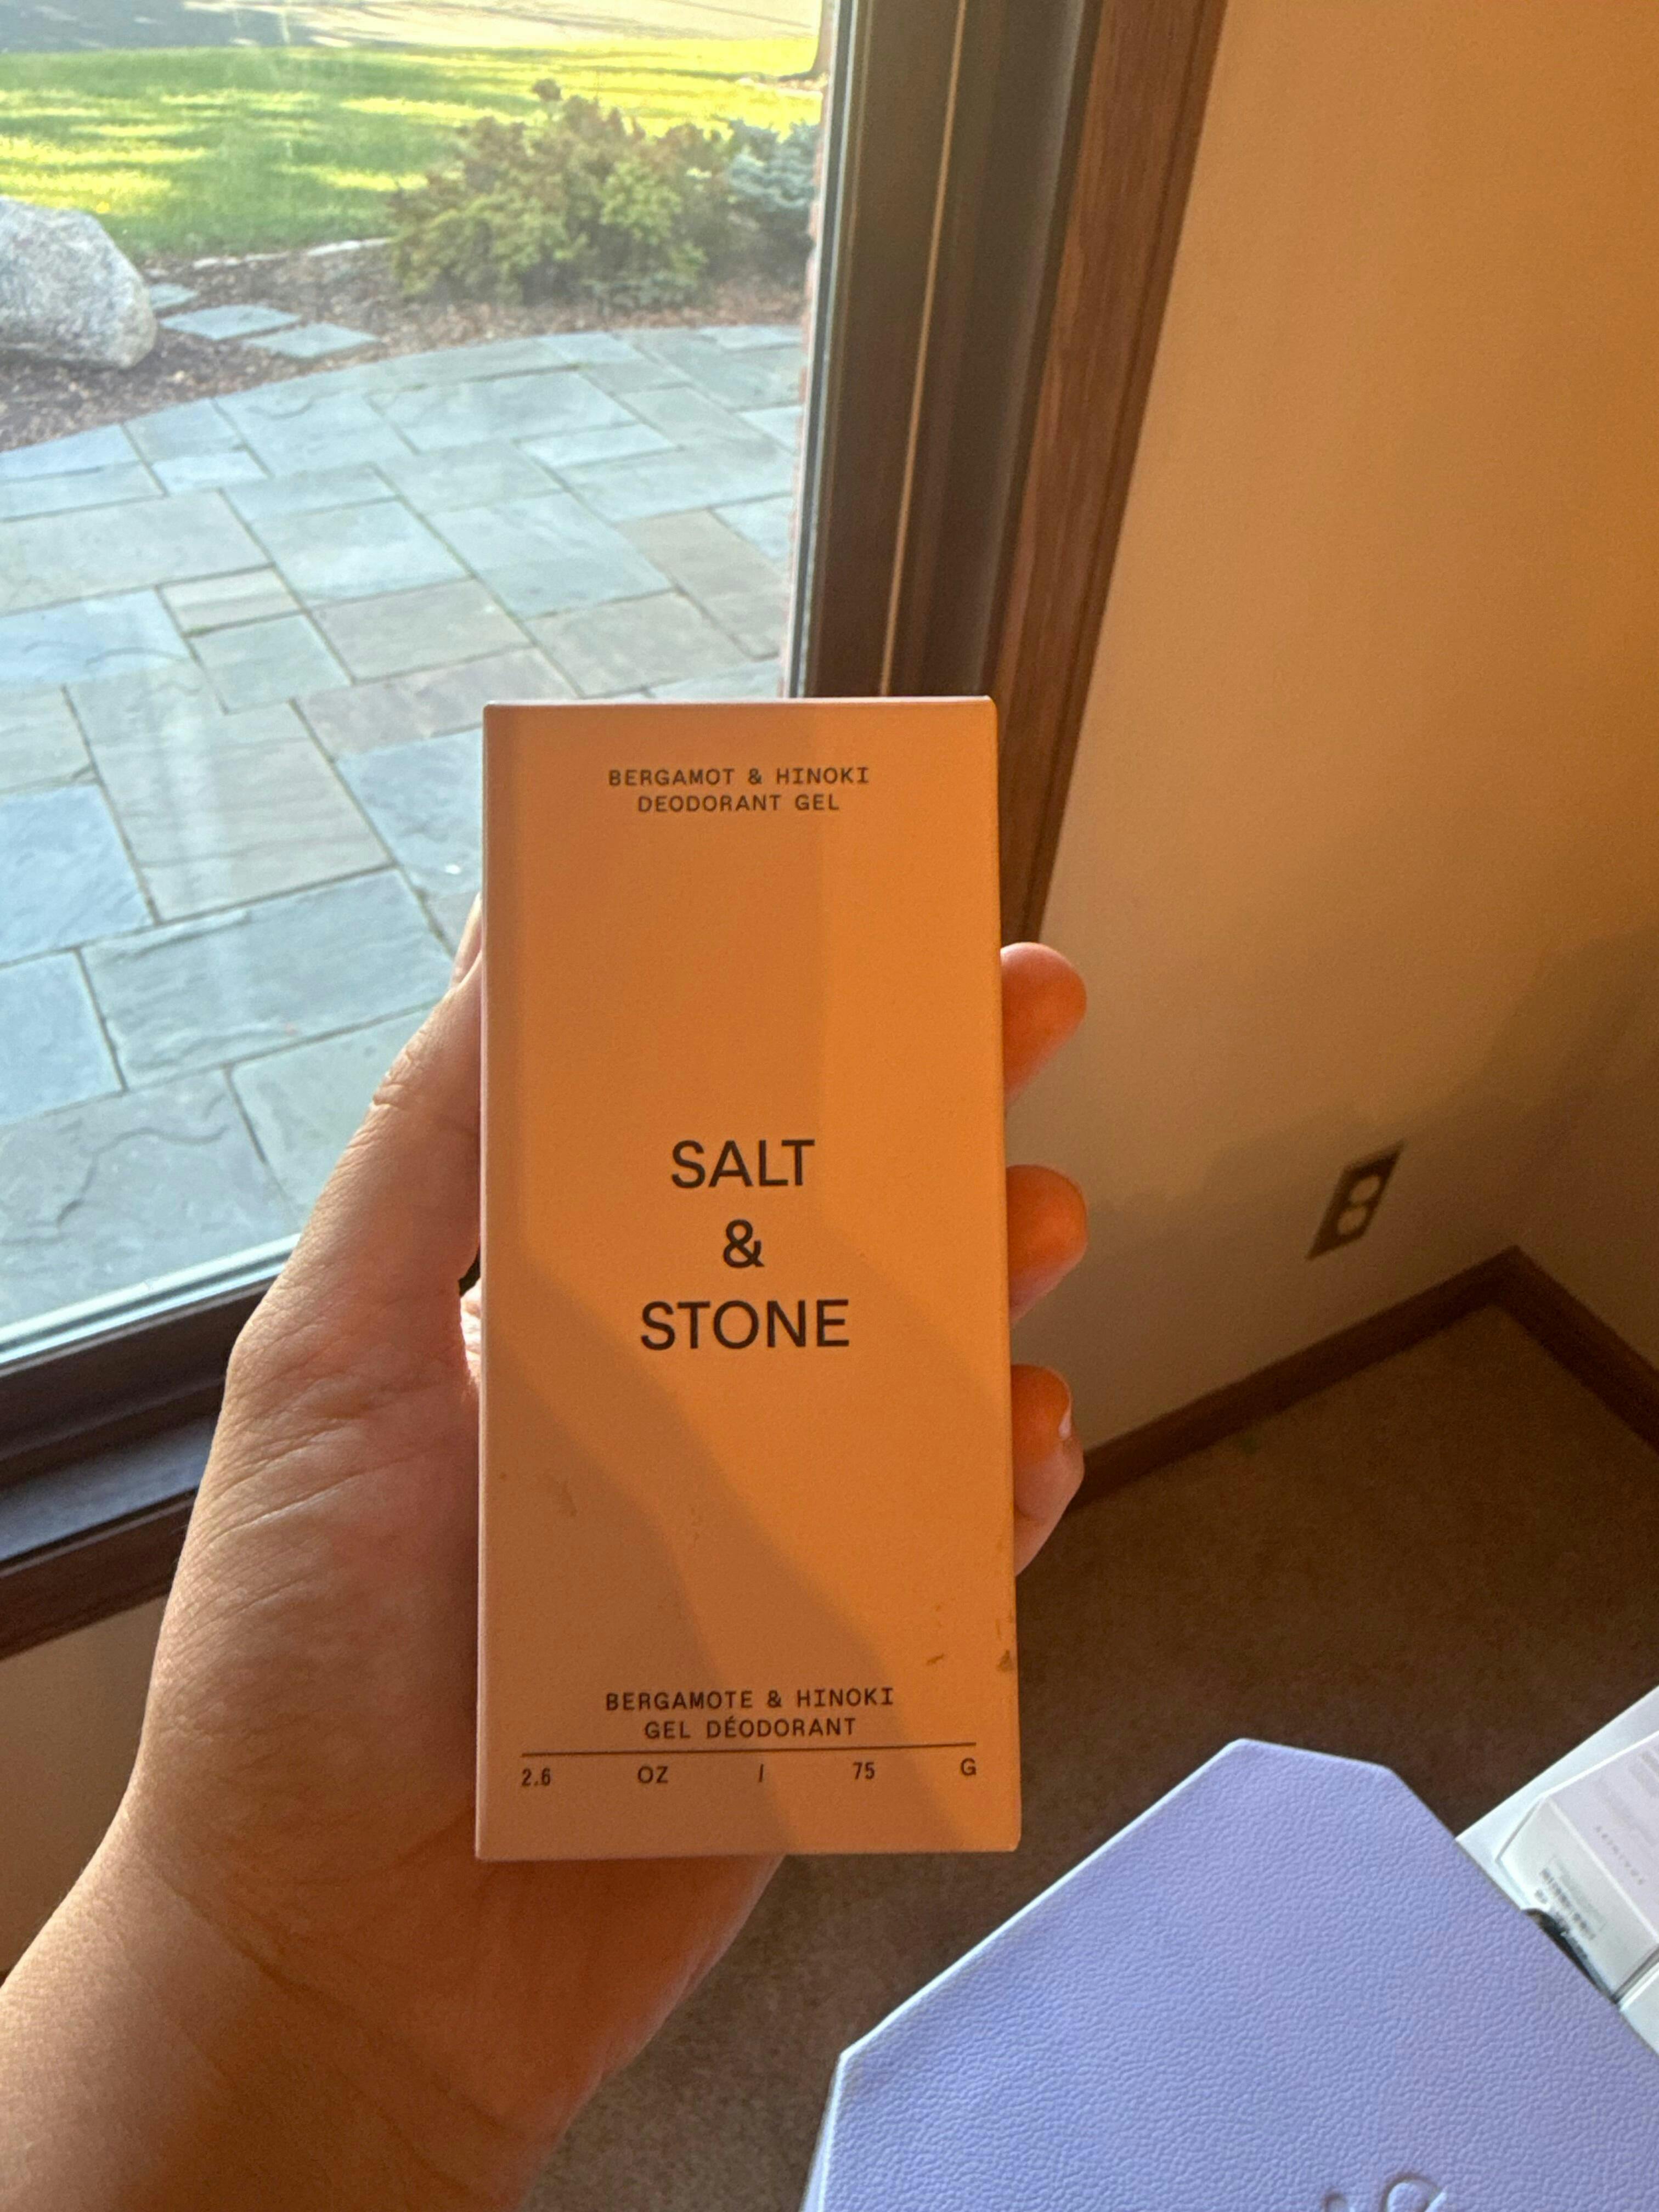 BERGAMOT & HINOKI
DEODORANT GEL
SALT
&
STONE
BERGAMOTE & HINOKI
GEL DÉODORANT
2.6 OZ / 75 G